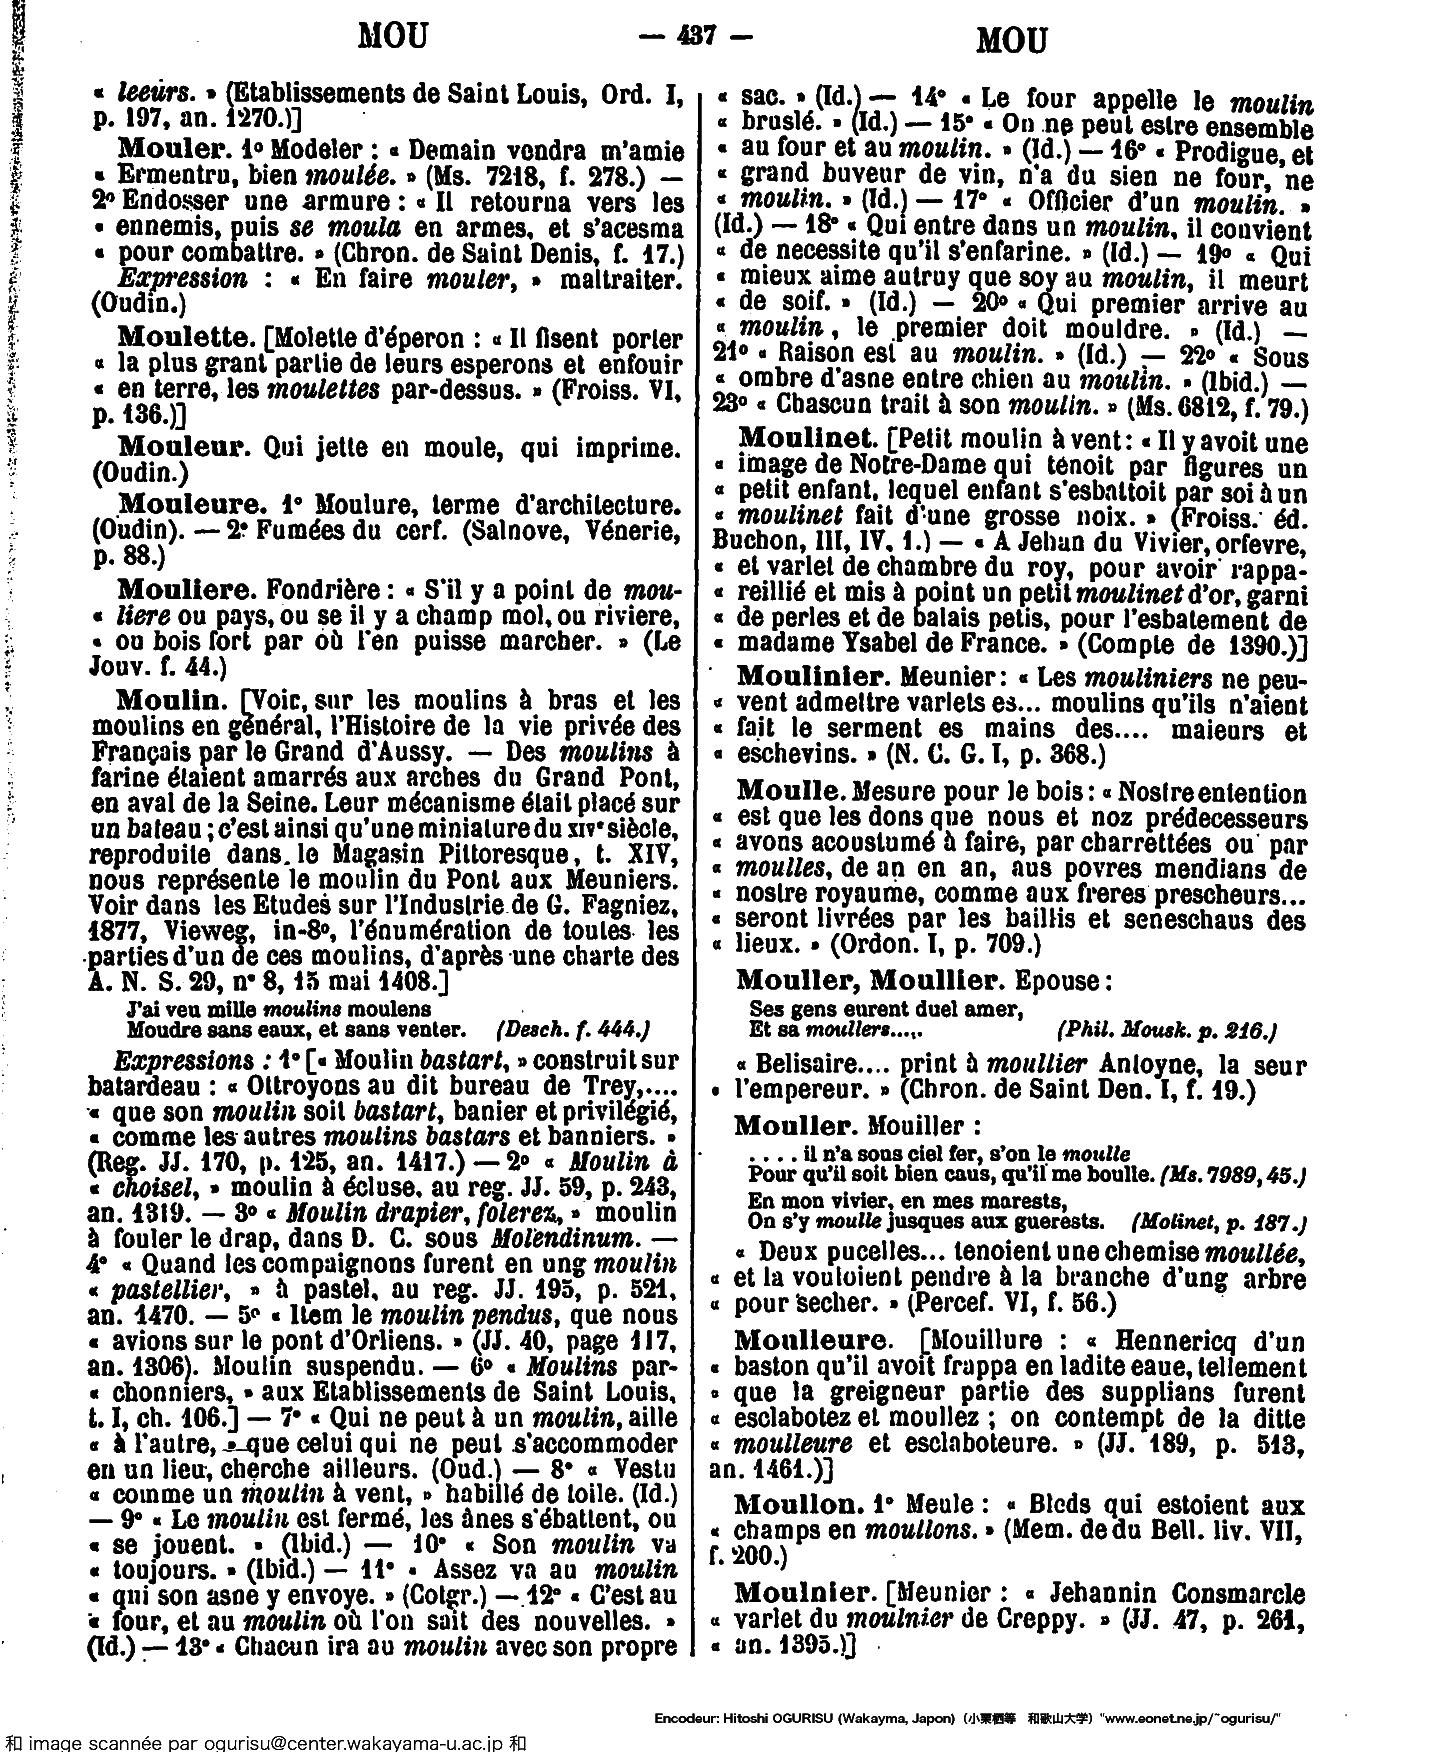 MOU
— 437 —
MOU
« leeurs. » (Etablissements de Saint Louis, Ord. I,
p. 197, an. 1270.)]
Mouler. 1º Modeler : « Demain vendra m'amie
« Ermentru, bien moulée. » (Ms. 7218, f. 278.) —
2º Endosser une armure : « Il retourna vers les
« ennemis, puis se moula en armes, et s'acesma
« pour combattre. » (Chron. de Saint Denis, f. 17.)
Expression : « En faire mouler, » maltraiter.
(Oudin.)
Moulette. [Molette d'éperon : « Il fisent porter
« la plus grant partie de leurs esperons et enfouir
« en terre, les moulettes par-dessus. » (Froiss. VI,
p. 136.)]
Mouleur. Qui jette en moule, qui imprime.
(Oudin.)
Mouleure. 1º Moulure, terme d'architecture.
(Oudin). — 2º Fumées du cerf. (Salnove, Vénerie,
p. 88.)
Mouliere. Fondrière : « S'il y a point de mou-
« liere ou pays, ou se il y a champ mol, ou riviere,
« ou bois fort par où l'en puisse marcher. » (Le
Jouv. f. 44.)
Moulin. [Voir, sur les moulins à bras et les
moulins en général, l'Histoire de la vie privée des
Français par le Grand d'Aussy. — Des moulins à
farine étaient amarrés aux arches du Grand Pont,
en aval de la Seine. Leur mécanisme était placé sur
un bateau ; c'est ainsi qu'une miniature du XIVᵉ siècle,
reproduite dans le Magasin Pittoresque, t. XIV,
nous représente le moulin du Pont aux Meuniers.
Voir dans les Etudes sur l'Industrie de G. Fagniez,
1877, Vieweg, in-8º, l'énumération de toutes les
parties d'un de ces moulins, d'après une charte des
A. N. S. 29, nº 8, 15 mai 1408.]
J'ai veu mille moulins moulens
Moudre sans eaux, et sans venter. (Desch. f. 444.)
Expressions : 1º [« Moulin bastart, » construit sur
batardeau : « Ottroyons au dit bureau de Trey,....
« que son moulin soit bastart, banier et privilégié,
« comme les autres moulins bastars et banniers. »
(Reg. JJ. 170, p. 125, an. 1417.) — 2º « Moulin à
« choisel, » moulin à écluse, au reg. JJ. 59, p. 243,
an. 1319. — 3º « Moulin drapier, folerez, » moulin
à fouler le drap, dans D. C. sous Molendinum. —
4º « Quand les compaignons furent en ung moulin
« pastellier, » à pastel, au reg. JJ. 195, p. 521,
an. 1470. — 5º « Item le moulin pendus, que nous
« avions sur le pont d'Orliens. » (JJ. 40, page 117,
an. 1306). Moulin suspendu. — 6º « Moulins par-
« chonniers, » aux Etablissements de Saint Louis,
t. I, ch. 106.] — 7º « Qui ne peut à un moulin, aille
« à l'autre, » que celui qui ne peut s'accommoder
en un lieu, cherche ailleurs. (Oud.) — 8º « Vestu
« comme un moulin à vent, » habillé de toile. (Id.)
— 9º « Le moulin est fermé, les ânes s'ébattent, ou
« se jouent. » (Ibid.) — 10º « Son moulin va
« toujours. » (Ibid.) — 11º « Assez va au moulin
« qui son asne y envoye. » (Cotgr.) — 12º « C'est au
« four, et au moulin où l'on sait des nouvelles. »
(Id.) — 13º « Chacun ira au moulin avec son propre
« sac. » (Id.) — 14º « Le four appelle le moulin
« bruslé. » (Id.) — 15º « On ne peut estre ensemble
« au four et au moulin. » (Id.) — 16º « Prodigue, et
« grand buveur de vin, n'a du sien ne four, ne
« moulin. » (Id.) — 17º « Officier d'un moulin. »
(Id.) — 18º « Qui entre dans un moulin, il convient
« de necessite qu'il s'enfarine. » (Id.) — 19º « Qui
« mieux aime autruy que soy au moulin, il meurt
« de soif. » (Id.) — 20º « Qui premier arrive au
« moulin, le premier doit mouldre. » (Id.) —
21º « Raison est au moulin. » (Id.) — 22º « Sous
« ombre d'asne entre chien au moulin. » (Ibid.) —
23º « Chascun trait à son moulin. » (Ms. 6812, f. 79.)
Moulinet. [Petit moulin à vent : « Il y avoit une
« image de Notre-Dame qui tenoit par figures un
« petit enfant, lequel enfant s'esbattoit par soi à un
« moulinet fait d'une grosse noix. » (Froiss. éd.
Buchon, III, IV, 1.) — « A Jehan du Vivier, orfevre,
« et varlet de chambre du roy, pour avoir rappa-
« reillié et mis à point un petit moulinet d'or, garni
« de perles et de balais petis, pour l'esbatement de
« madame Ysabel de France. » (Compte de 1390.)]
Moulinier. Meunier : « Les mouliniers ne peu-
« vent admettre varlets es... moulins qu'ils n'aient
« fait le serment es mains des.... maieurs et
« eschevins. » (N. C. G. I, p. 368.)
Moulle. Mesure pour le bois : « Nostre entention
« est que les dons que nous et noz prédecesseurs
« avons acoustumé à faire, par charrettées ou par
« moulles, de an en an, aus povres mendians de
« nostre royaume, comme aux freres prescheurs...
« seront livrées par les baillis et seneschaus des
« lieux. » (Ordon. I, p. 709.)
Mouller, Moullier. Epouse :
Ses gens eurent duel amer,
Et sa moullers..... (Phil. Mousk. p. 216.)
« Belisaire.... print à moullier Antoyne, la seur
« l'empereur. » (Chron. de Saint Den. I, f. 19.)
Mouller. Mouiller :
.... il n'a sous ciel fer, s'on le moulle
Pour qu'il soit bien caus, qu'il me boulle. (Ms. 7989, 45.)
En mon vivier, en mes marests,
On s'y moulle jusques aux guerests. (Molinet, p. 187.)
« Deux pucelles... tenoient une chemise moullée,
« et la vouloient pendre à la branche d'ung arbre
« pour secher. » (Percef. VI, f. 56.)
Moulleure. [Mouillure : « Hennericq d'un
« baston qu'il avoit frappa en ladite eaue, tellement
« que la greigneur partie des supplians furent
« esclabotez et moullez ; on contempt de la ditte
« moulleure et esclaboteure. » (JJ. 189, p. 513,
an. 1461.)]
Moullon. 1º Meule : « Bleds qui estoient aux
« champs en moullons. » (Mem. de du Bell. liv. VII,
f. 200.)
Moulnier. [Meunier : « Jehannin Consmarcle
« varlet du moulnier de Creppy. » (JJ. 47, p. 261,
« an. 1395.)]
Encodeur: Hitoshi OGURISU (Wakayma, Japon) (小栗栖等 和歌山大学) "www.eonet.ne.jp/~ogurisu/"
和 image scannée par ogurisu@center.wakayama-u.ac.jp 和